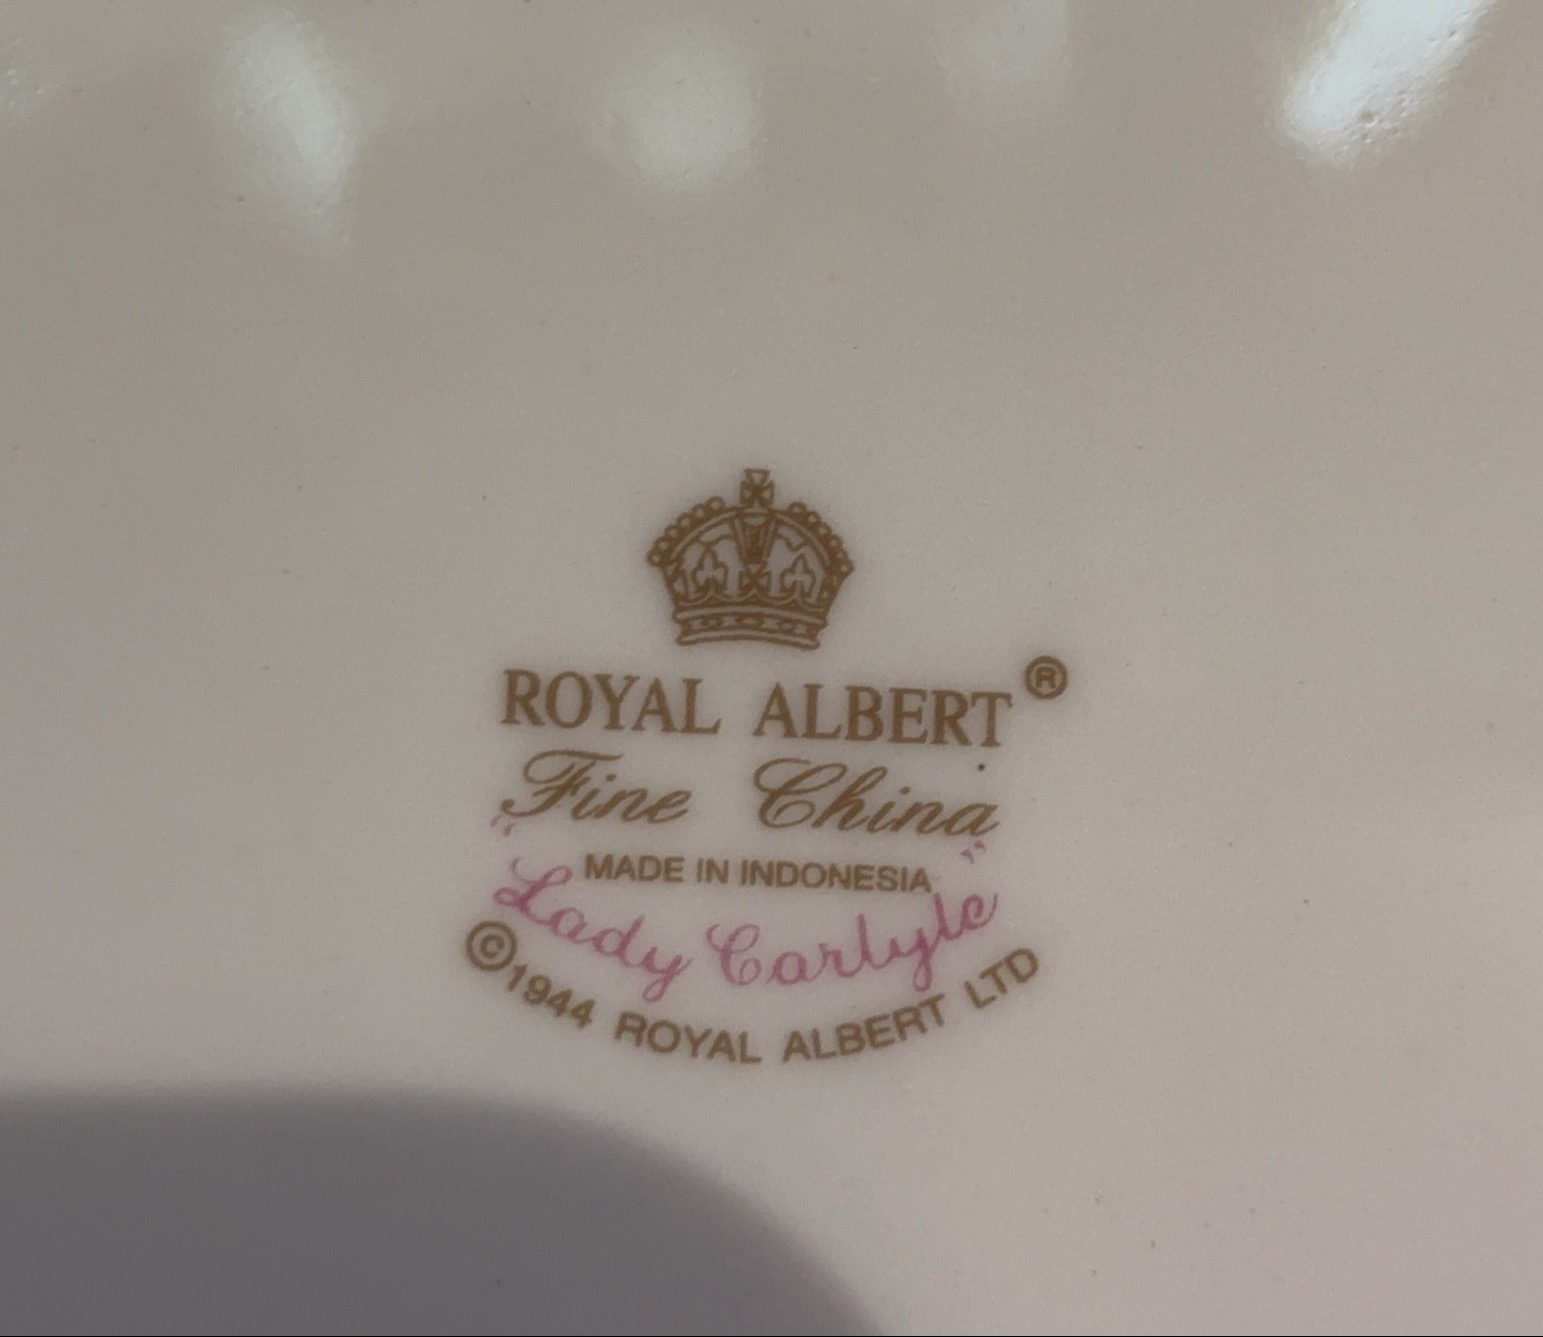 ROYAL ALBERT®
Fine China
MADE IN INDONESIA
"Lady Carlyle"
©1944 ROYAL ALBERT LTD